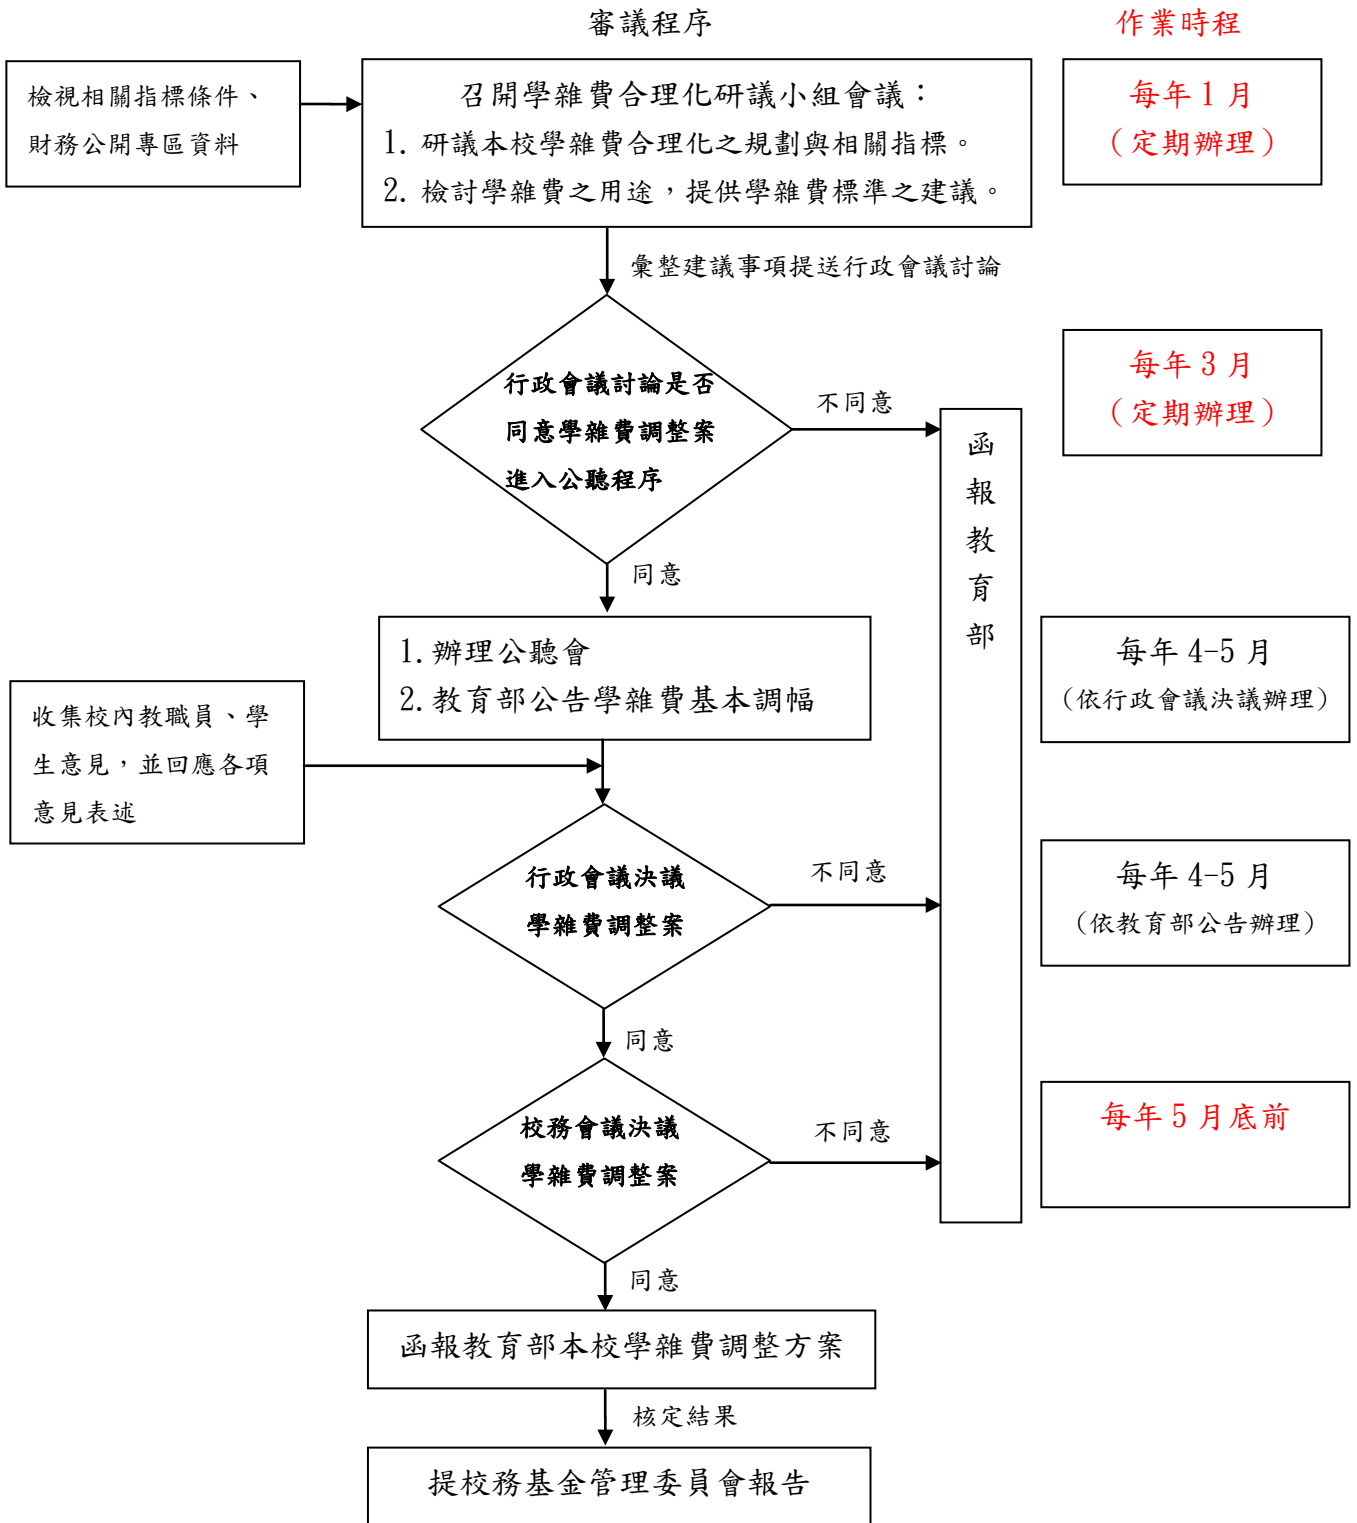 審議程序
作業時程
檢視相關指標條件、
財務公開專區資料
召開學雜費合理化研議小組會議：
1. 研議本校學雜費合理化之規劃與相關指標。
2. 檢討學雜費之用途，提供學雜費標準之建議。
每年 1 月
（定期辦理）
彙整建議事項提送行政會議討論
行政會議討論是否
同意學雜費調整案
進入公聽程序
不同意
函
報
教
育
部
每年 3 月
（定期辦理）
同意
1. 辦理公聽會
2. 教育部公告學雜費基本調幅
每年 4-5 月
（依行政會議決議辦理）
收集校內教職員、學
生意見，並回應各項
意見表述
行政會議決議
學雜費調整案
不同意
每年 4-5 月
（依教育部公告辦理）
同意
校務會議決議
學雜費調整案
不同意
每年 5 月底前
同意
函報教育部本校學雜費調整方案
核定結果
提校務基金管理委員會報告